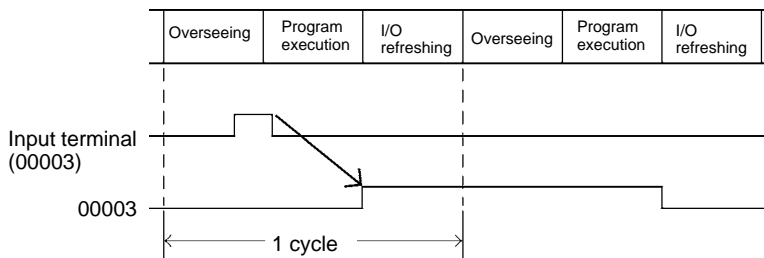 Overseeing
Program
execution
I/O
refreshing
Overseeing
Program
execution
I/O
refreshing
Input terminal
(00003)
00003
1 cycle